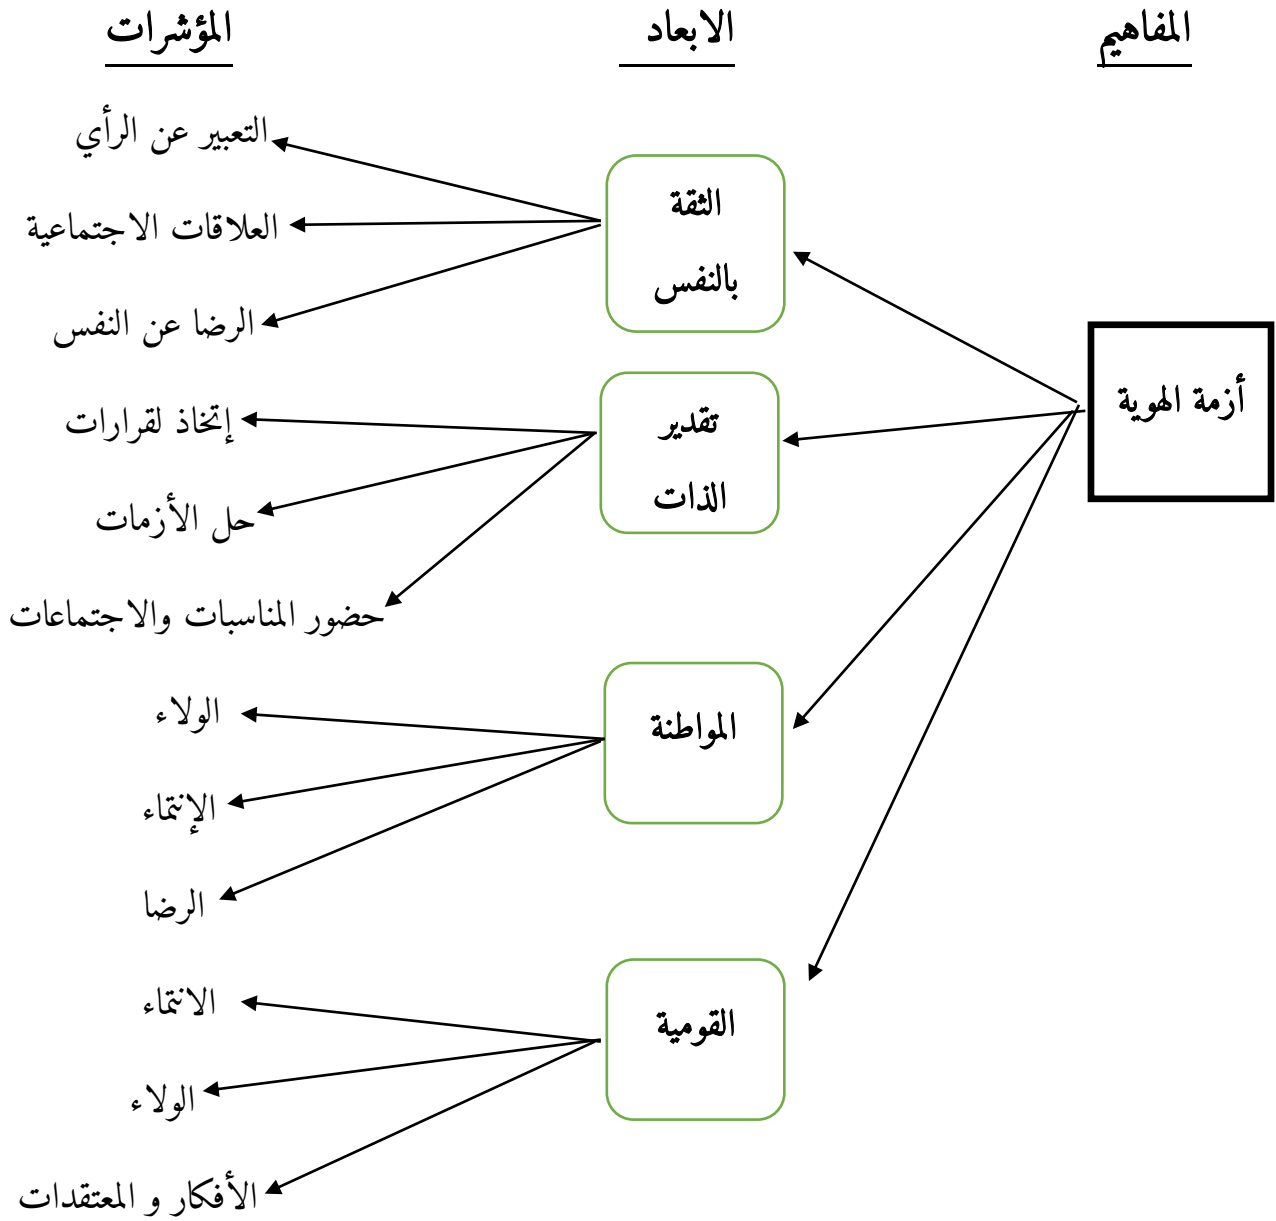 المفاهيم
الابعاد
المؤشرات
أزمة الهوية
الثقة
بالنفس
التعبير عن الرأي
العلاقات الاجتماعية
الرضا عن النفس
تقدير
الذات
إتخاذ لقرارات
حل الأزمات
حضور المناسبات والاجتماعات
المواطنة
الولاء
الإنتماء
الرضا
القومية
الانتماء
الولاء
الأفكار و المعتقدات